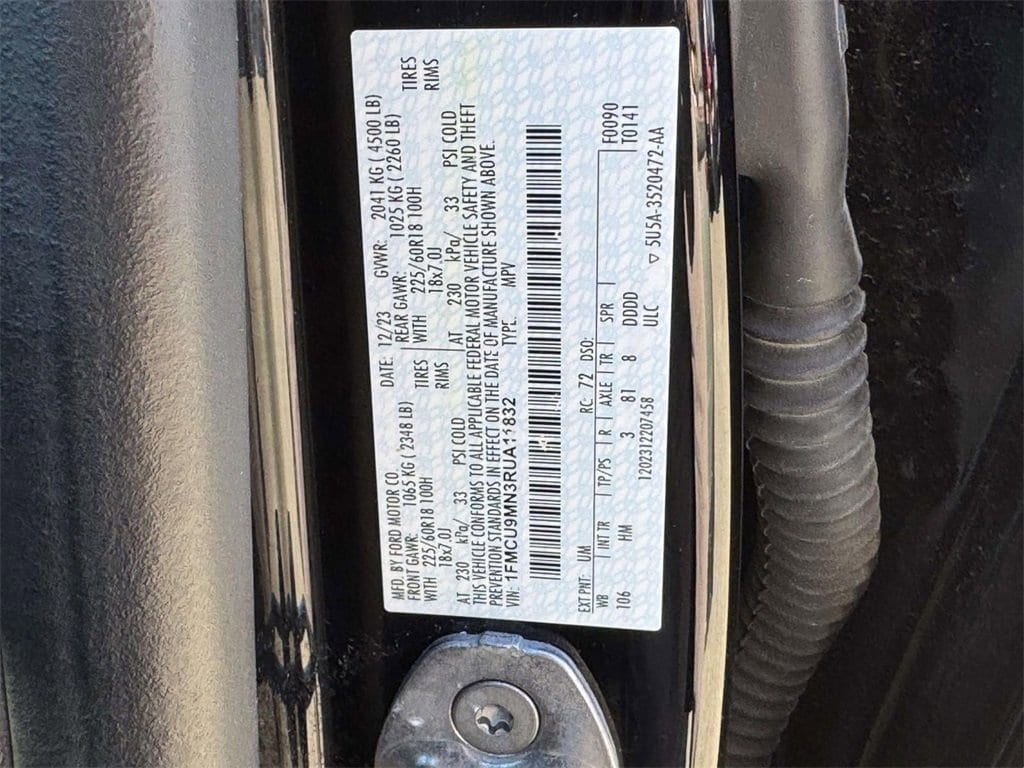 MFD. BY FORD MOTOR CO.
DATE: 12/23 GVWR: 2041 KG ( 4500 LB)
FRONT GAWR: 1065 KG ( 2348 LB) REAR GAWR: 1025 KG ( 2260 LB)
WITH 225/60R18 100H TIRES WITH 225/60R18 100H TIRES
18x7.0J RIMS 18x7.0J RIMS
AT 230 kPa/ 33 PSI COLD AT 230 kPa/ 33 PSI COLD
THIS VEHICLE CONFORMS TO ALL APPLICABLE FEDERAL MOTOR VEHICLE SAFETY AND THEFT
PREVENTION STANDARDS IN EFFECT ON THE DATE OF MANUFACTURE SHOWN ABOVE.
VIN: 1FMCU9MN3RUA11832 TYPE: MPV
EXT PNT: UM RC: 72 DSO: F0090
WB INT TR TP/PS R AXLE TR SPR T0141
106 HM 3 81 8 DDDD
1202312207458 ULC ▽ 5U5A-3520472-AA